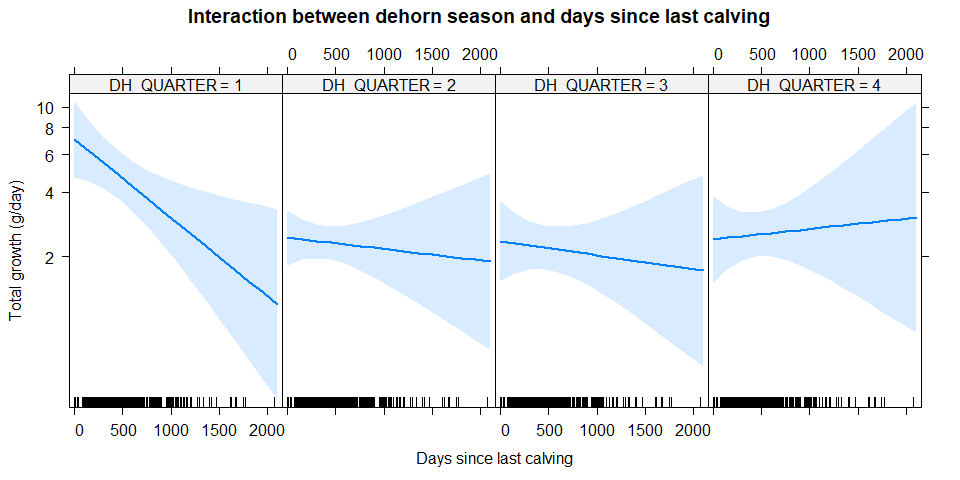 Interaction between dehorn season and days since last calving
0 500 1000 1500 2000 0 500 1000 1500 2000
DH_QUARTER = 1 DH_QUARTER = 2 DH_QUARTER = 3 DH_QUARTER = 4
10
8
6
4
2
Total growth (g/day)
0 500 1000 1500 2000 0 500 1000 1500 2000
Days since last calving